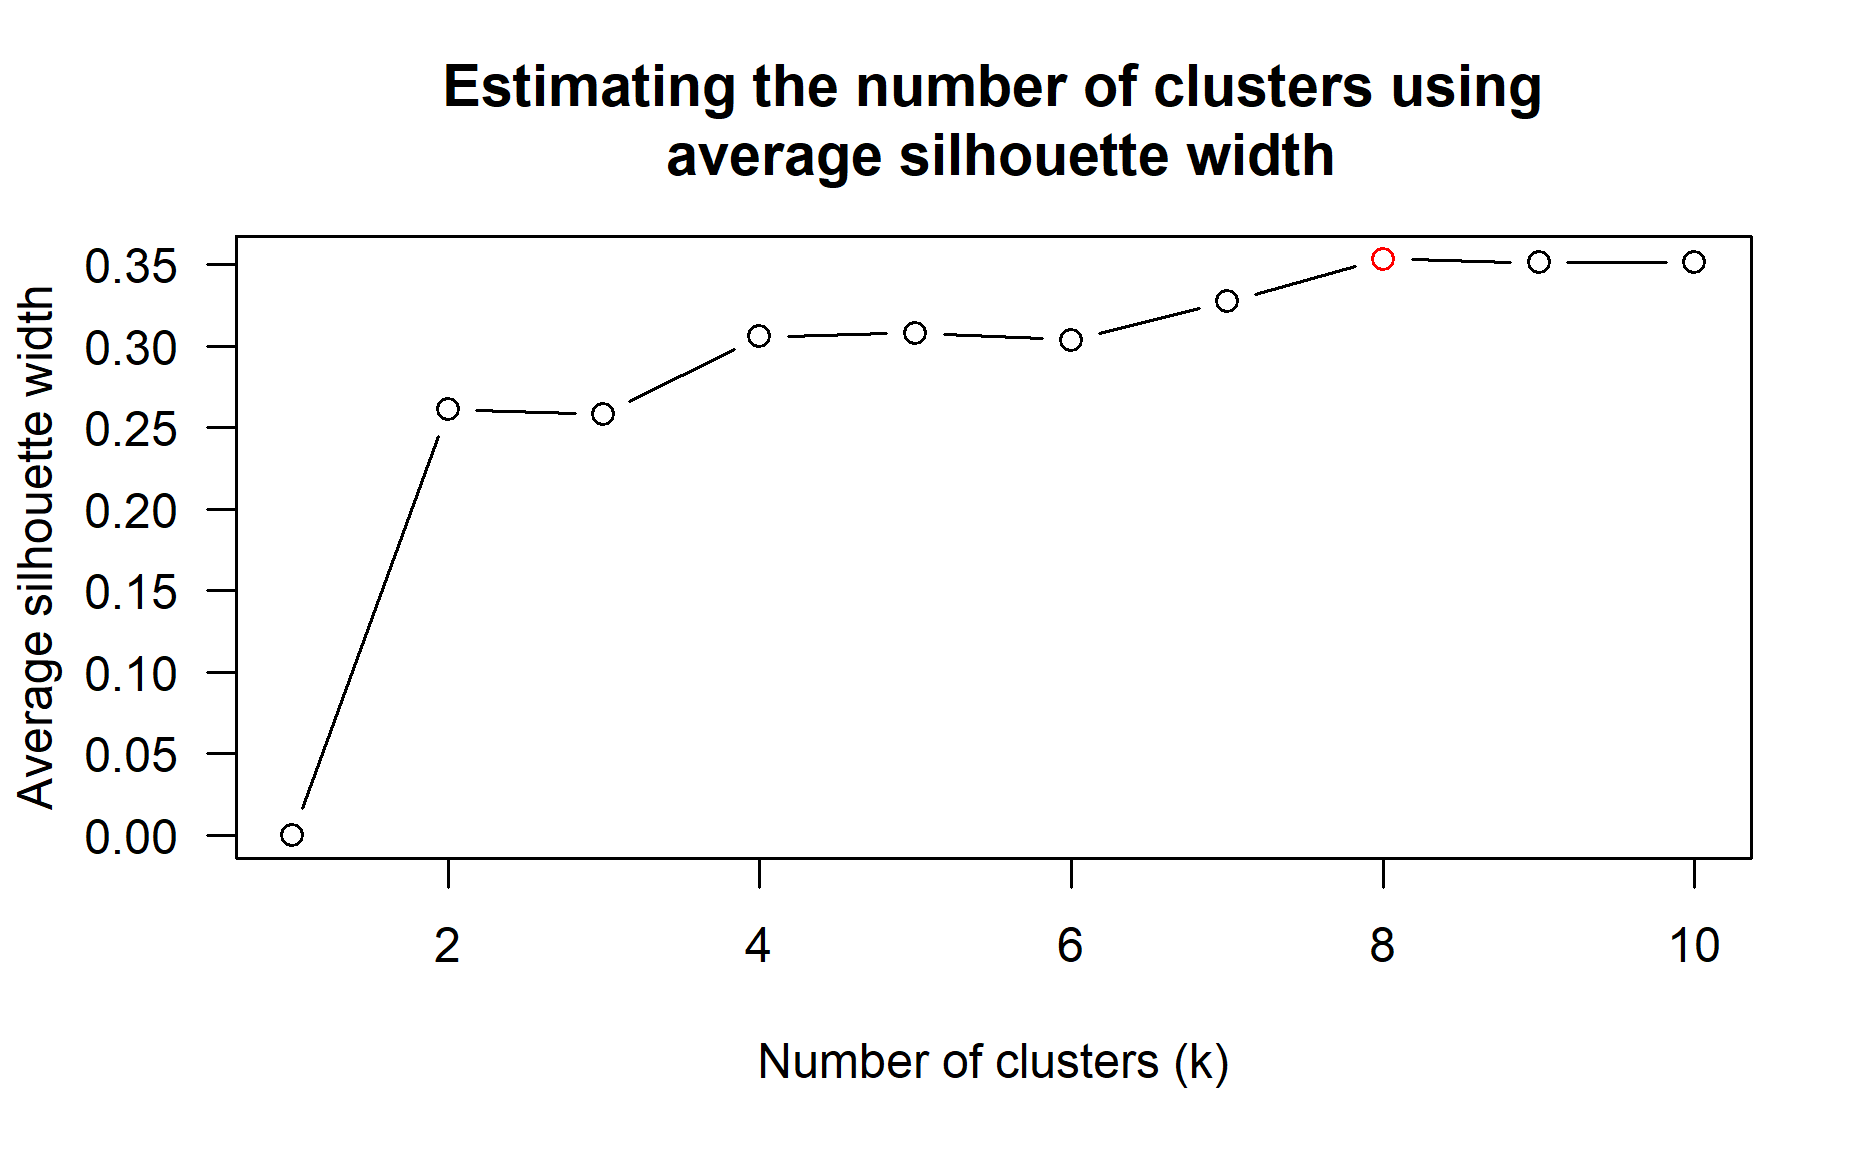 Estimating the number of clusters using
average silhouette width
Average silhouette width
0.35
0.30
0.25
0.20
0.15
0.10
0.05
0.00
2 4 6 8 10
Number of clusters (k)